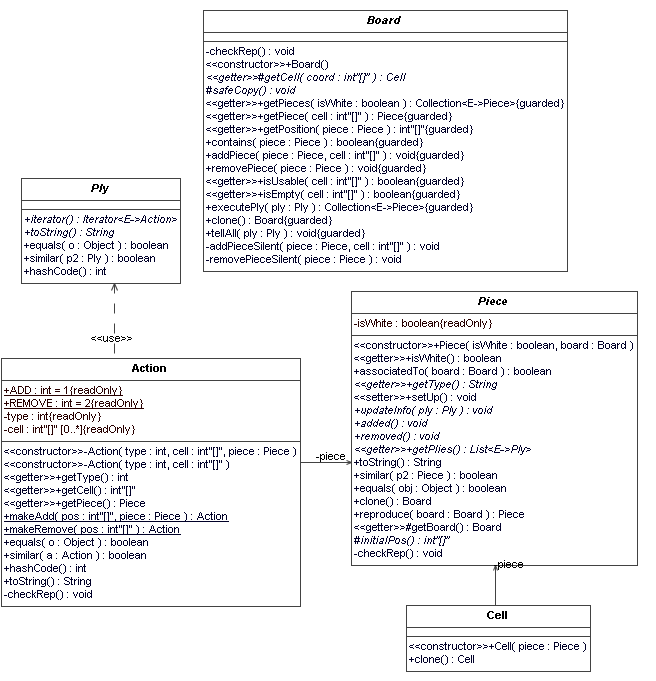 Board
-checkRep() : void
<<constructor>>+Board()
<<getter>>#getCell( coord : int"[]" ) : Cell
#safeCopy() : void
<<getter>>+getPieces( isWhite : boolean ) : Collection<E->Piece>{guarded}
<<getter>>+getPiece( cell : int"[]" ) : Piece{guarded}
<<getter>>+getPosition( piece : Piece ) : int"[]"{guarded}
+contains( piece : Piece ) : boolean{guarded}
+addPiece( piece : Piece, cell : int"[]" ) : void{guarded}
+removePiece( piece : Piece ) : void{guarded}
<<getter>>+isUsable( cell : int"[]" ) : boolean{guarded}
<<getter>>+isEmpty( cell : int"[]" ) : boolean{guarded}
+executePly( ply : Ply ) : Collection<E->Piece>{guarded}
+clone() : Board{guarded}
+tellAll( ply : Ply ) : void{guarded}
-addPieceSilent( piece : Piece, cell : int"[]" ) : void
-removePieceSilent( piece : Piece ) : void
Ply
+iterator() : Iterator<E->Action>
+toString() : String
+equals( o : Object ) : boolean
+similar( p2 : Ply ) : boolean
+hashCode() : int
<<use>>
Action
+ADD : int = 1{readOnly}
+REMOVE : int = 2{readOnly}
-type : int{readOnly}
-cell : int"[]" [0..*]{readOnly}
<<constructor>>-Action( type : int, cell : int"[]", piece : Piece )
<<constructor>>-Action( type : int, cell : int"[]" )
<<getter>>+getType() : int
<<getter>>+getCell() : int"[]"
<<getter>>+getPiece() : Piece
+makeAdd( pos : int"[]", piece : Piece ) : Action
+makeRemove( pos : int"[]" ) : Action
+equals( o : Object ) : boolean
+similar( a : Action ) : boolean
+hashCode() : int
+toString() : String
-checkRep() : void
-piece
Piece
-isWhite : boolean{readOnly}
<<constructor>>+Piece( isWhite : boolean, board : Board )
<<getter>>+isWhite() : boolean
+associatedTo( board : Board ) : boolean
<<getter>>+getType() : String
<<setter>>+setUp() : void
+updateInfo( ply : Ply ) : void
+added() : void
+removed() : void
<<getter>>+getPlies() : List<E->Ply>
+toString() : String
+similar( p2 : Piece ) : boolean
+equals( obj : Object ) : boolean
+clone() : Board
+reproduce( board : Board ) : Piece
<<getter>>#getBoard() : Board
#initialPos() : int"[]"
-checkRep() : void
piece
Cell
<<constructor>>+Cell( piece : Piece )
+clone() : Cell